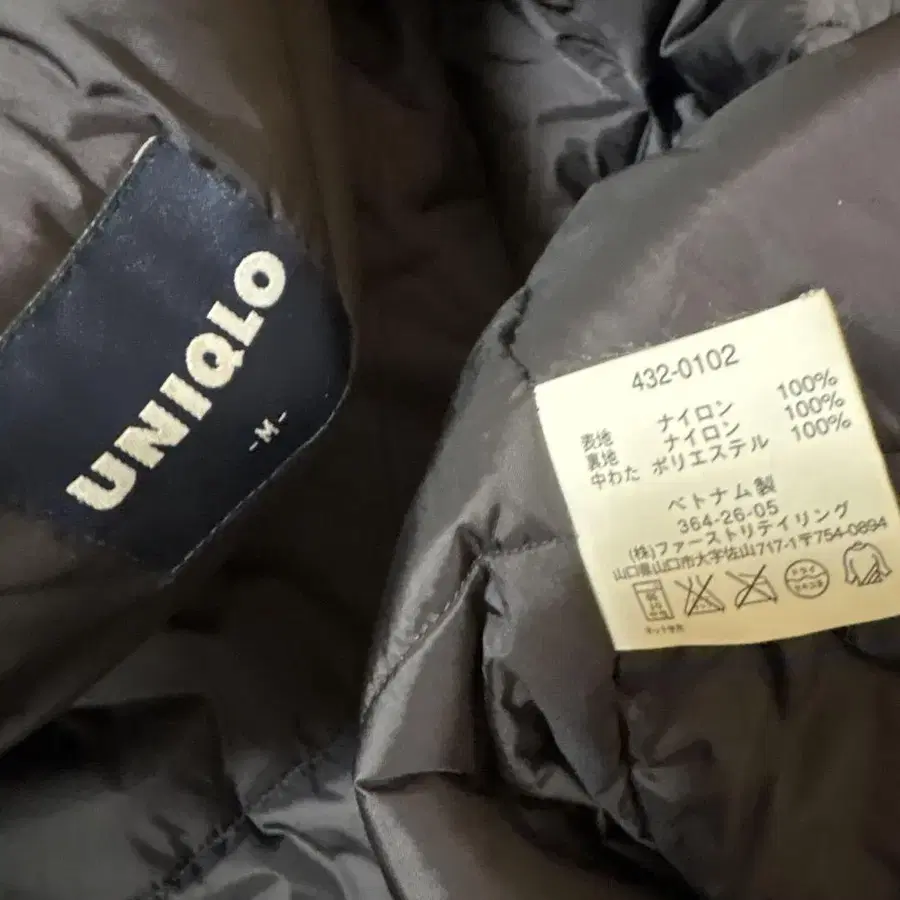 UNIQLO
-M-
432-0102
表地 ナイロン 100%
裏地 ナイロン 100%
中わた ポリエステル 100%
ベトナム製
364-26-05
(株)ファーストリテイリング
山口県山口市大字佐山717-1〒754-0894
ドライ